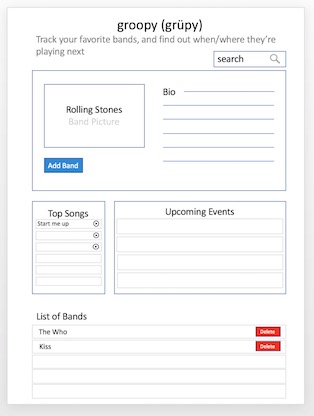 groopy (grüpy)
Track your favorite bands, and find out when/where they're
playing next
search
Rolling Stones
Band Picture
Bio
Add Band
Top Songs
Start me up
Upcoming Events
List of Bands
The Who
Delete
Kiss
Delete